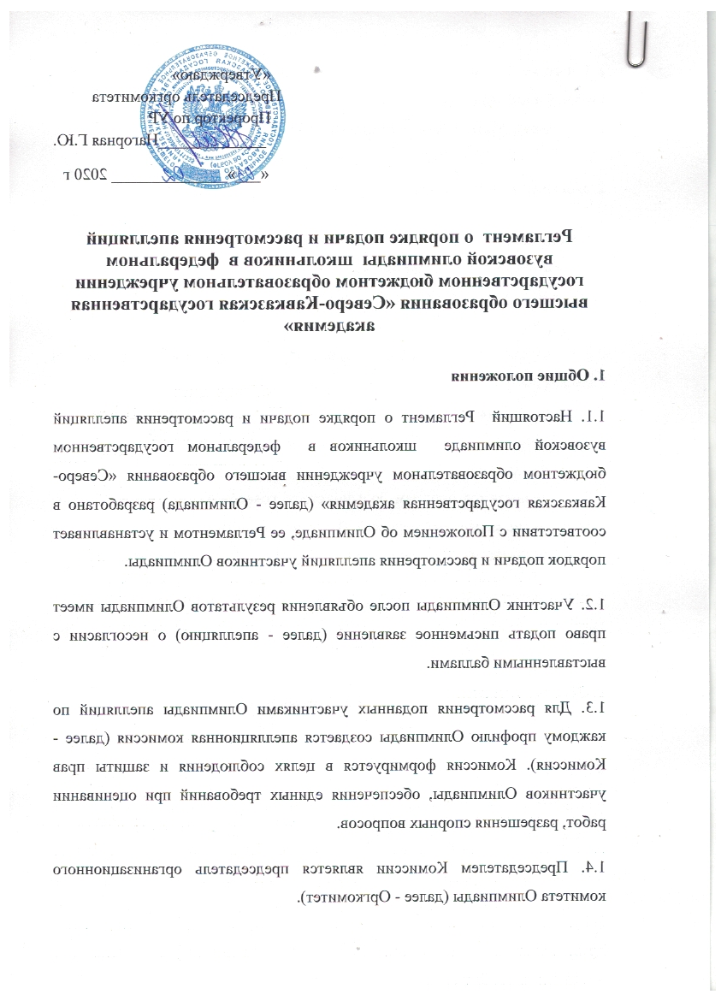 «Утверждаю»
Председатель оргкомитета
Проректор по УР
Нагорная Г.Ю.
« » 2020 г
Регламент о порядке подачи и рассмотрения апелляций
вузовской олимпиады школьников в федеральном
государственном бюджетном образовательном учреждении
высшего образования «Северо-Кавказская государственная
академия»
1. Общие положения
1.1. Настоящий Регламент о порядке подачи и рассмотрения апелляций
вузовской олимпиаде школьников в федеральном государственном
бюджетном образовательном учреждении высшего образования «Северо-
Кавказская государственная академия» (далее - Олимпиада) разработано в
соответствии с Положением об Олимпиаде, ее Регламентом и устанавливает
порядок подачи и рассмотрения апелляций участников Олимпиады.
1.2. Участник Олимпиады после объявления результатов Олимпиады имеет
право подать письменное заявление (далее - апелляцию) о несогласии с
выставленными баллами.
1.3. Для рассмотрения поданных участниками Олимпиады апелляций по
каждому профилю Олимпиады создается апелляционная комиссия (далее -
Комиссия). Комиссия формируется в целях соблюдения и защиты прав
участников Олимпиады, обеспечения единых требований при оценивании
работ, разрешения спорных вопросов.
1.4. Председателем Комиссии является председатель организационного
комитета Олимпиады (далее - Оргкомитет).